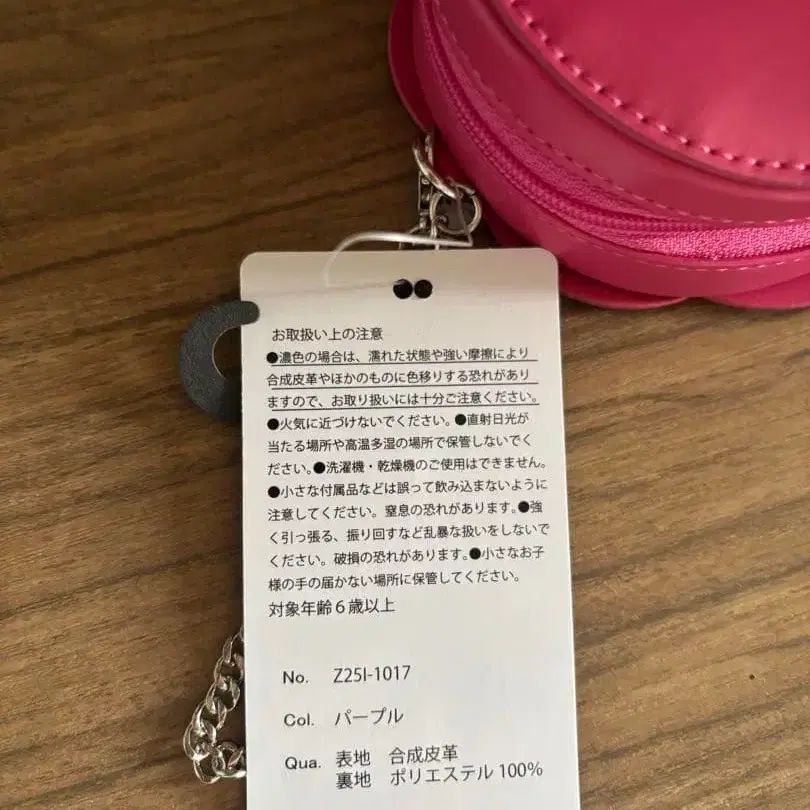 お取扱い上の注意
●濃色の場合は、濡れた状態や強い摩擦により
合成皮革やほかのものに色移りする恐れがあり
ますので、お取り扱いには十分ご注意ください。
●火気に近づけないでください。●直射日光が
当たる場所や高温多湿の場所で保管しないでく
ださい。●洗濯機・乾燥機のご使用はできません。
●小さな付属品などは誤って飲み込まないように
注意してください。窒息の恐れがあります。●強
く引っ張る、振り回すなど乱暴な扱いをしないで
ください。破損の恐れがあります。●小さなお子
様の手の届かない場所に保管してください。
対象年齢6歳以上
No. Z25I-1017
Col. パープル
Qua. 表地 合成皮革
裏地 ポリエステル 100%